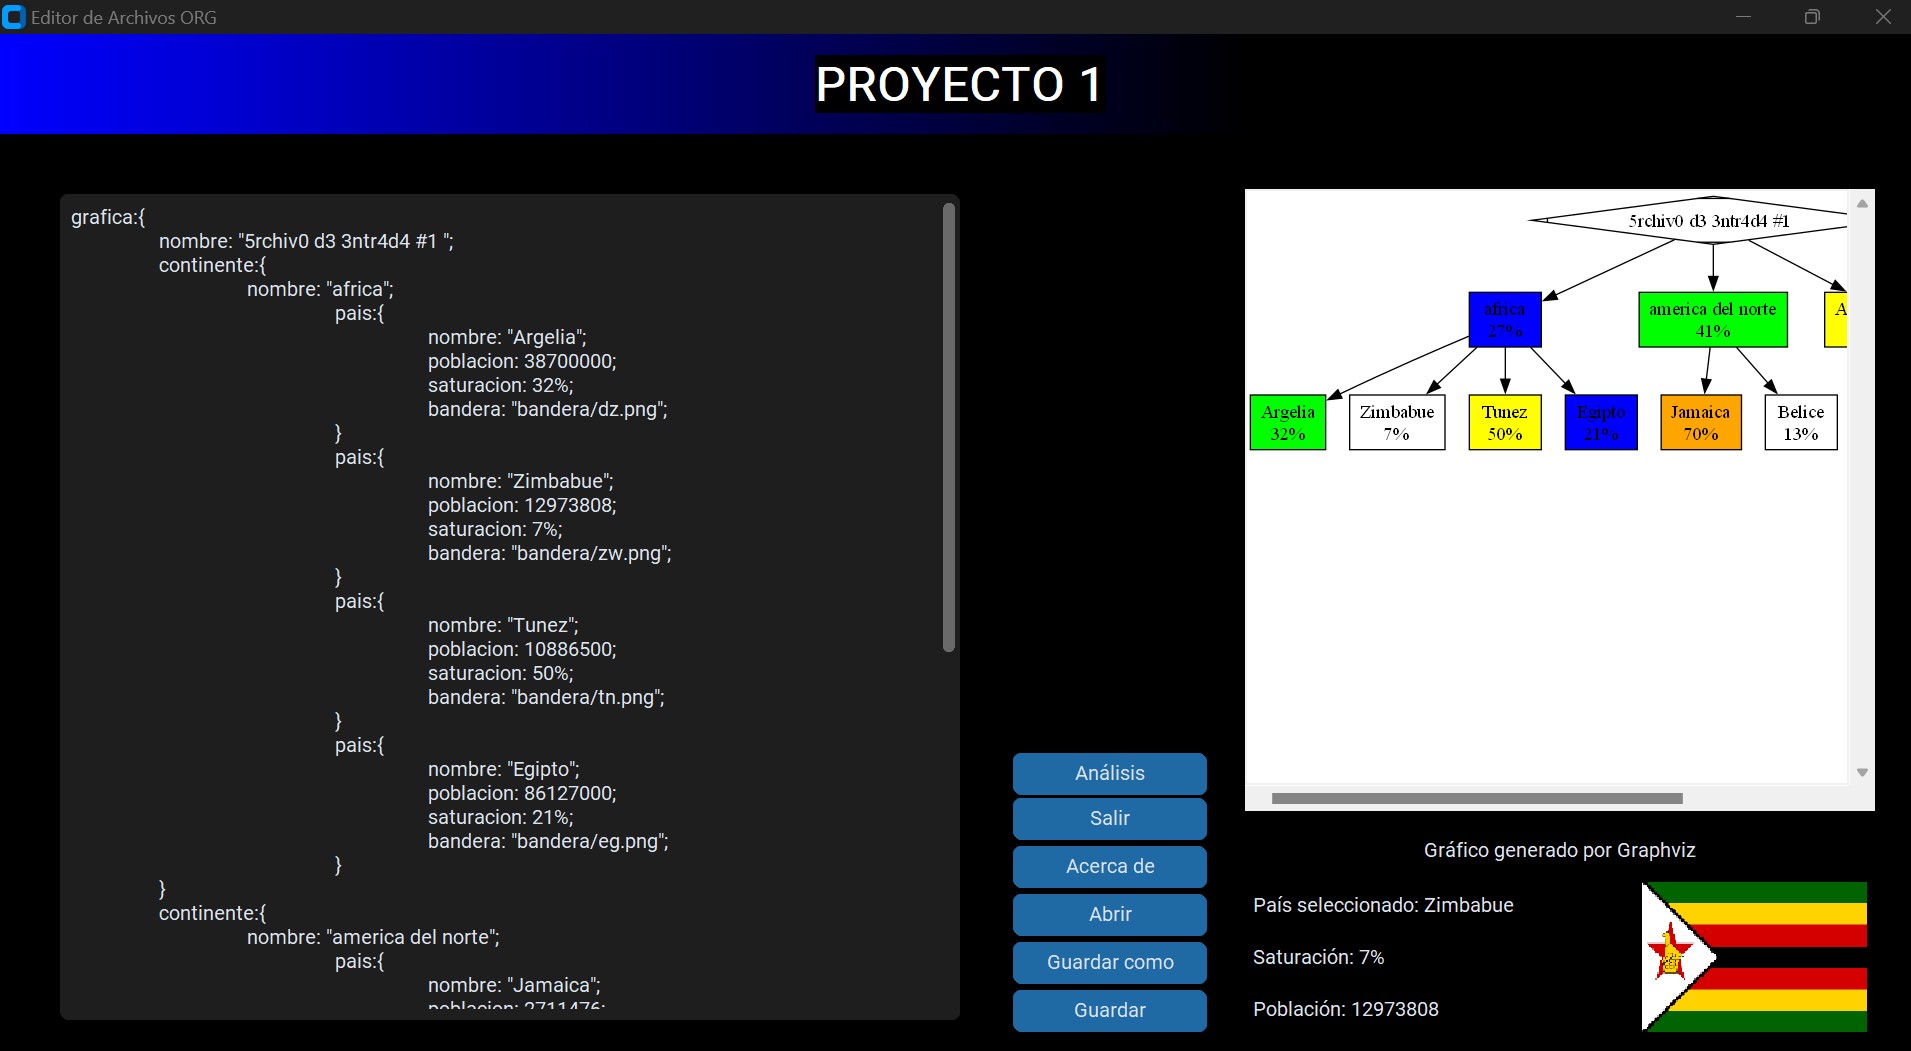 Editor de Archivos ORG
PROYECTO 1
grafica:{
nombre: "5rchiv0 d3 3ntr4d4 #1 ";
continente:{
nombre: "africa";
pais:{
nombre: "Argelia";
poblacion: 38700000;
saturacion: 32%;
bandera: "bandera/dz.png";
}
pais:{
nombre: "Zimbabue";
poblacion: 12973808;
saturacion: 7%;
bandera: "bandera/zw.png";
}
pais:{
nombre: "Tunez";
poblacion: 10886500;
saturacion: 50%;
bandera: "bandera/tn.png";
}
pais:{
nombre: "Egipto";
poblacion: 86127000;
saturacion: 21%;
bandera: "bandera/eg.png";
}
}
continente:{
nombre: "america del norte";
pais:{
nombre: "Jamaica";
poblacion: 2711476;
Análisis
Salir
Acerca de
Abrir
Guardar como
Guardar
5rchiv0 d3 3ntr4d4 #1
africa
27%
america del norte
41%
A
Argelia
32%
Zimbabue
7%
Tunez
50%
Egipto
21%
Jamaica
70%
Belice
13%
Gráfico generado por Graphviz
País seleccionado: Zimbabue
Saturación: 7%
Población: 12973808